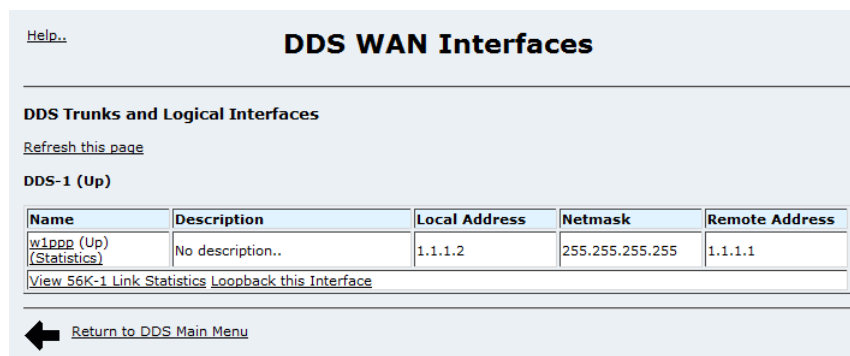 Help..
DDS WAN Interfaces
DDS Trunks and Logical Interfaces
Refresh this page
DDS-1 (Up)
Name Description Local Address Netmask Remote Address
w1ppp (Up) No description.. 1.1.1.2 255.255.255.255 1.1.1.1
(Statistics)
View 56K-1 Link Statistics Loopback this Interface
Return to DDS Main Menu